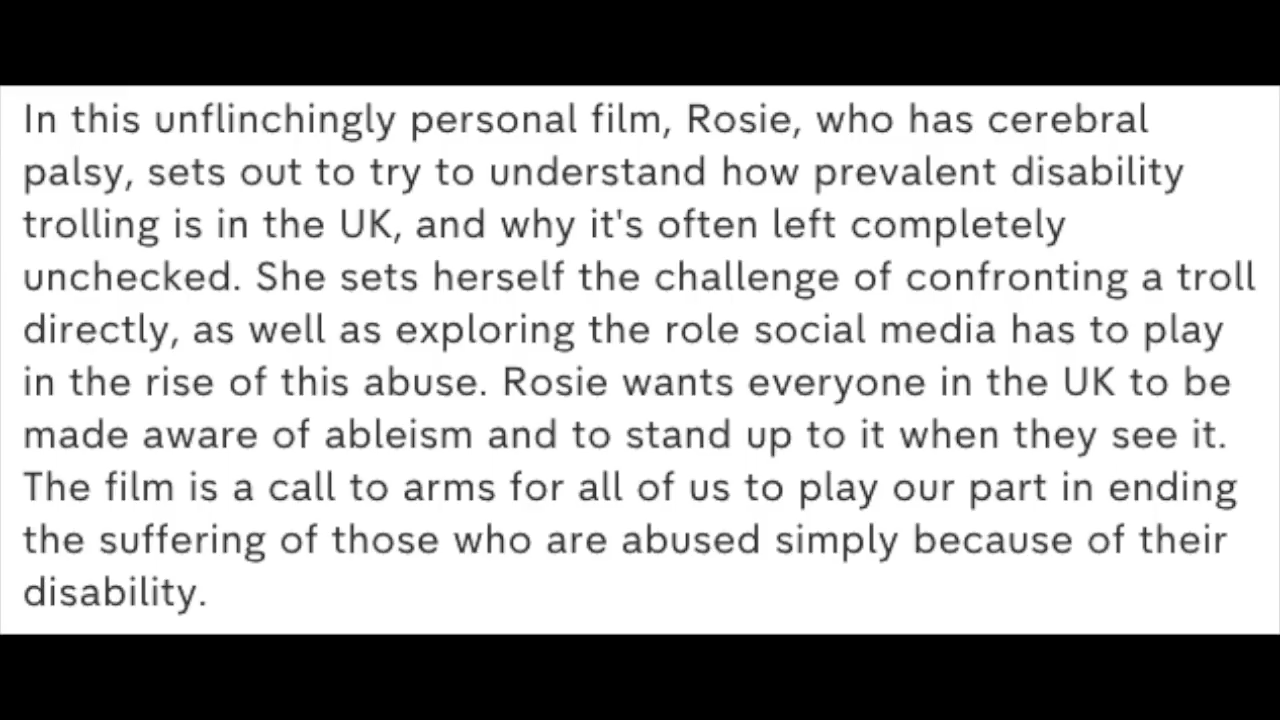 In this unflinchingly personal film, Rosie, who has cerebral
palsy, sets out to try to understand how prevalent disability
trolling is in the UK, and why it's often left completely
unchecked. She sets herself the challenge of confronting a troll
directly, as well as exploring the role social media has to play
in the rise of this abuse. Rosie wants everyone in the UK to be
made aware of ableism and to stand up to it when they see it.
The film is a call to arms for all of us to play our part in ending
the suffering of those who are abused simply because of their
disability.